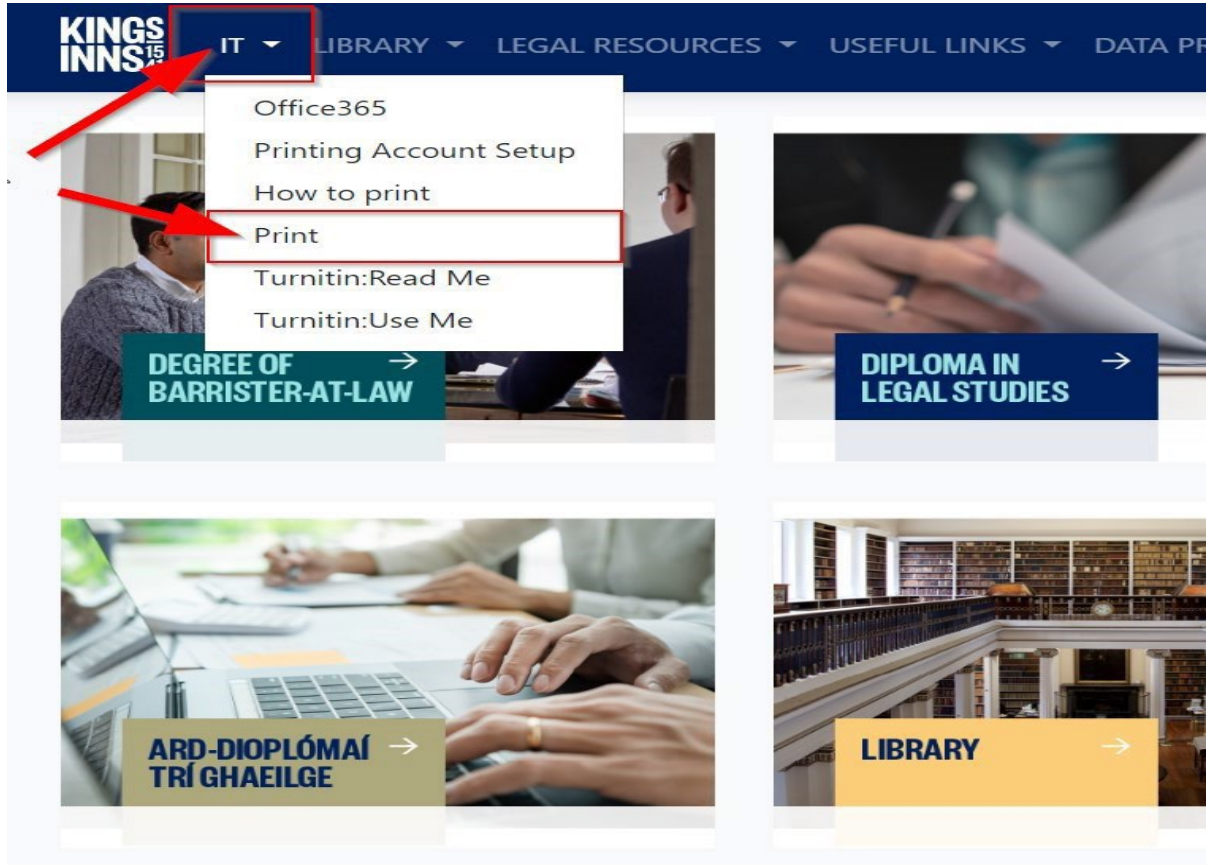 KINGS
INNS 15
41
IT LIBRARY LEGAL RESOURCES USEFUL LINKS DATA PR
Office365
Printing Account Setup
How to print
Print
Turnitin:Read Me
Turnitin:Use Me
DEGREE OF
BARRISTER-AT-LAW
DIPLOMA IN
LEGAL STUDIES
ARD-DIOPLÓMAÍ
TRÍ GHAEILGE
LIBRARY